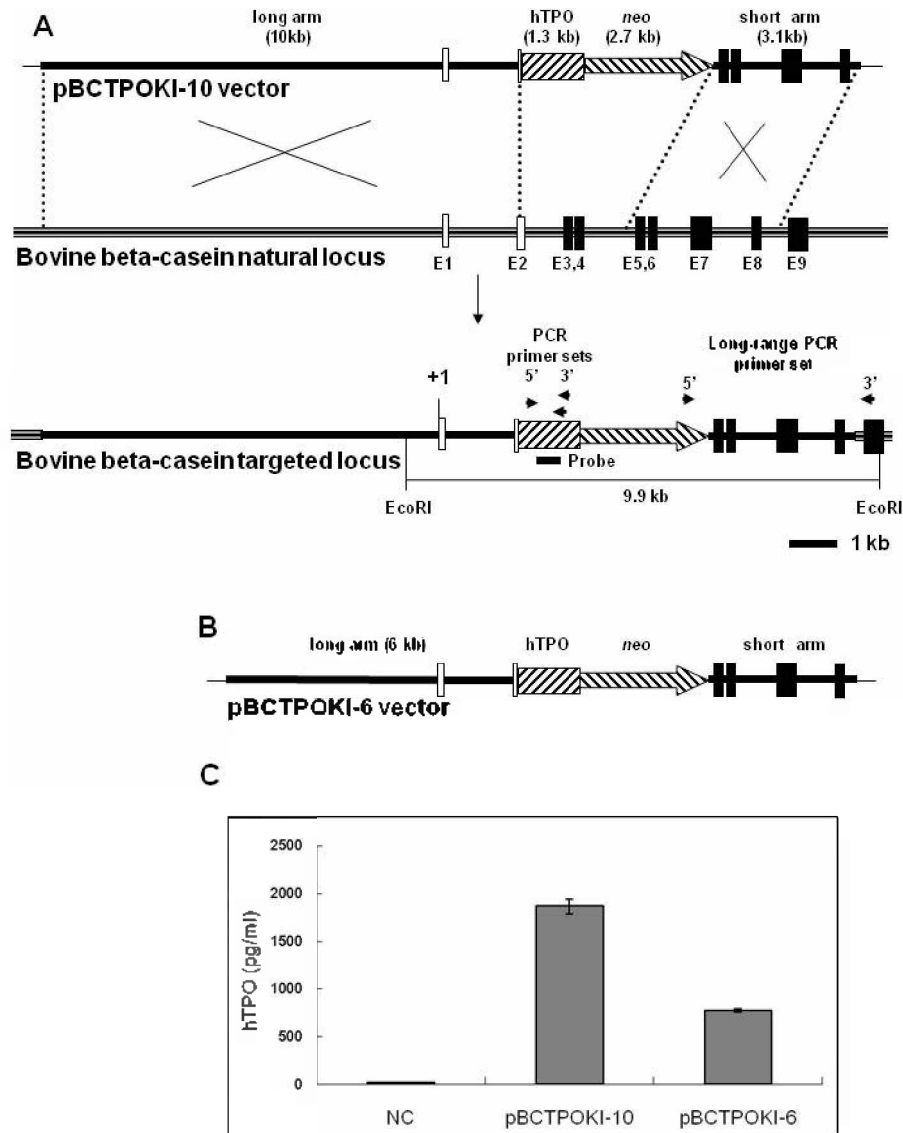 A
long arm
(10kb)
hTPO
(1.3 kb)
neo
(2.7 kb)
short arm
(3.1kb)
pBCTPOKI-10 vector
Bovine beta-casein natural locus
E1
E2
E3,4
E5,6
E7
E8
E9
PCR
primer sets
Long-range PCR
primer set
+1
5'
3'
5'
3'
Bovine beta-casein targeted locus
Probe
9.9 kb
EcoRI
EcoRI
1 kb
B
long arm (6 kb)
hTPO
neo
short arm
pBCTPOKI-6 vector
C
hTPO (pg/ml)
2500
2000
1500
1000
500
0
NC
pBCTPOKI-10
pBCTPOKI-6